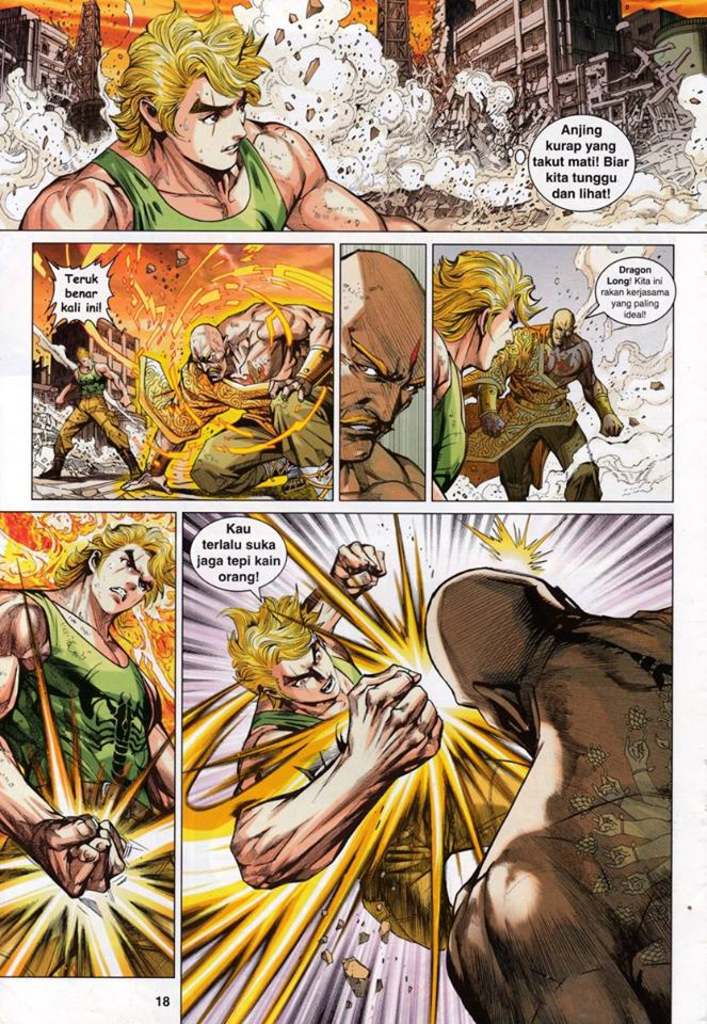 Anjing
kurap yang
takut mati! Biar
kita tunggu
dan lihat!
Teruk
benar
kali ini!
Dragon
Long! Kita ini
rakan kerjasama
yang paling
ideal!
Kau
terlalu suka
jaga tepi kain
orang!
18